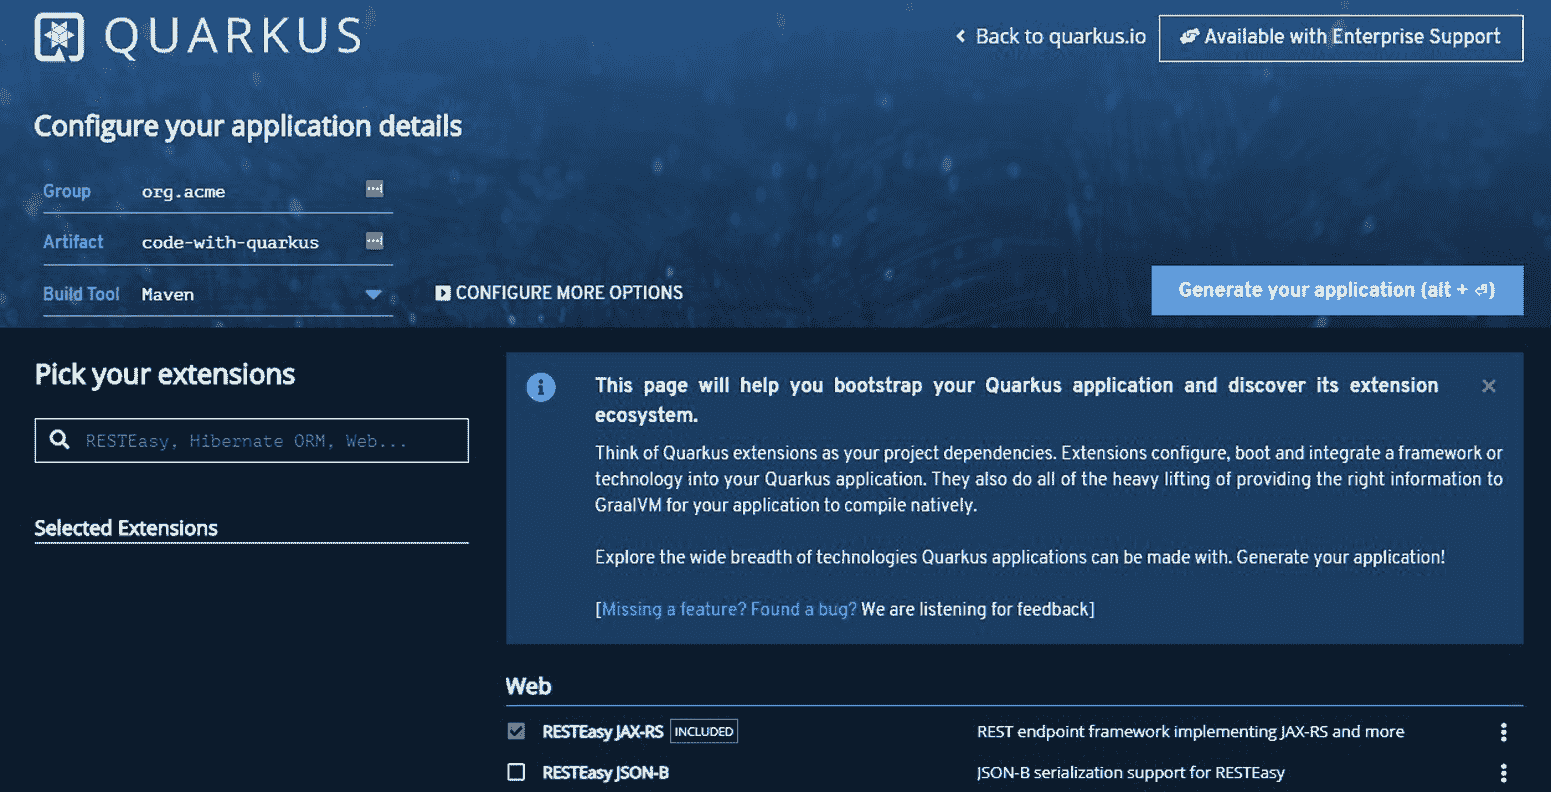 QUARKUS
Back to quarkus.io
Available with Enterprise Support
Configure your application details
Group org.acme
Artifact code-with-quarkus
Build Tool Maven
CONFIGURE MORE OPTIONS
Generate your application (alt + ⏎)
Pick your extensions
RESTEasy, Hibernate ORM, Web...
Selected Extensions
This page will help you bootstrap your Quarkus application and discover its extension
ecosystem.
Think of Quarkus extensions as your project dependencies. Extensions configure, boot and integrate a framework or
technology into your Quarkus application. They also do all of the heavy lifting of providing the right information to
GraalVM for your application to compile natively.
Explore the wide breadth of technologies Quarkus applications can be made with. Generate your application!
[Missing a feature? Found a bug? We are listening for feedback]
Web
RESTEasy JAX-RS INCLUDED REST endpoint framework implementing JAX-RS and more
RESTEasy JSON-B JSON-B serialization support for RESTEasy